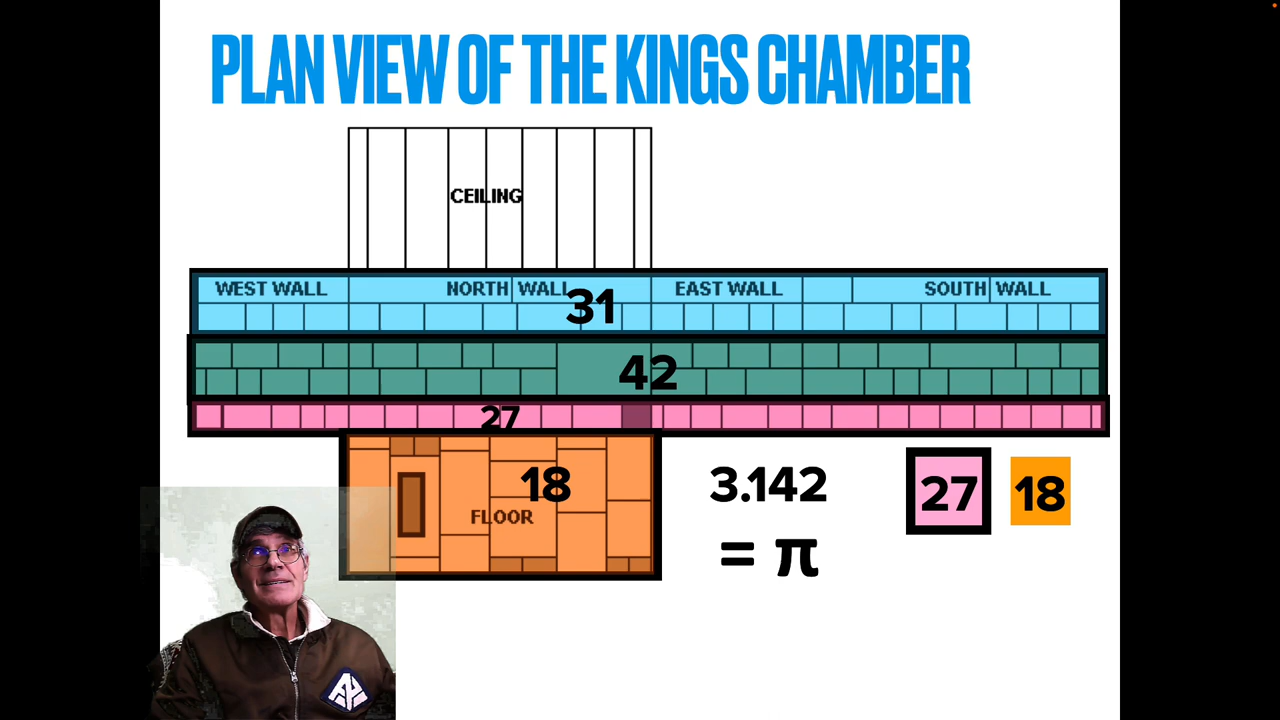 PLAN VIEW OF THE KINGS CHAMBER
CEILING
WEST WALL NORTH WALL EAST WALL SOUTH WALL
31
42
27
18
FLOOR
3.142
= π
27 18